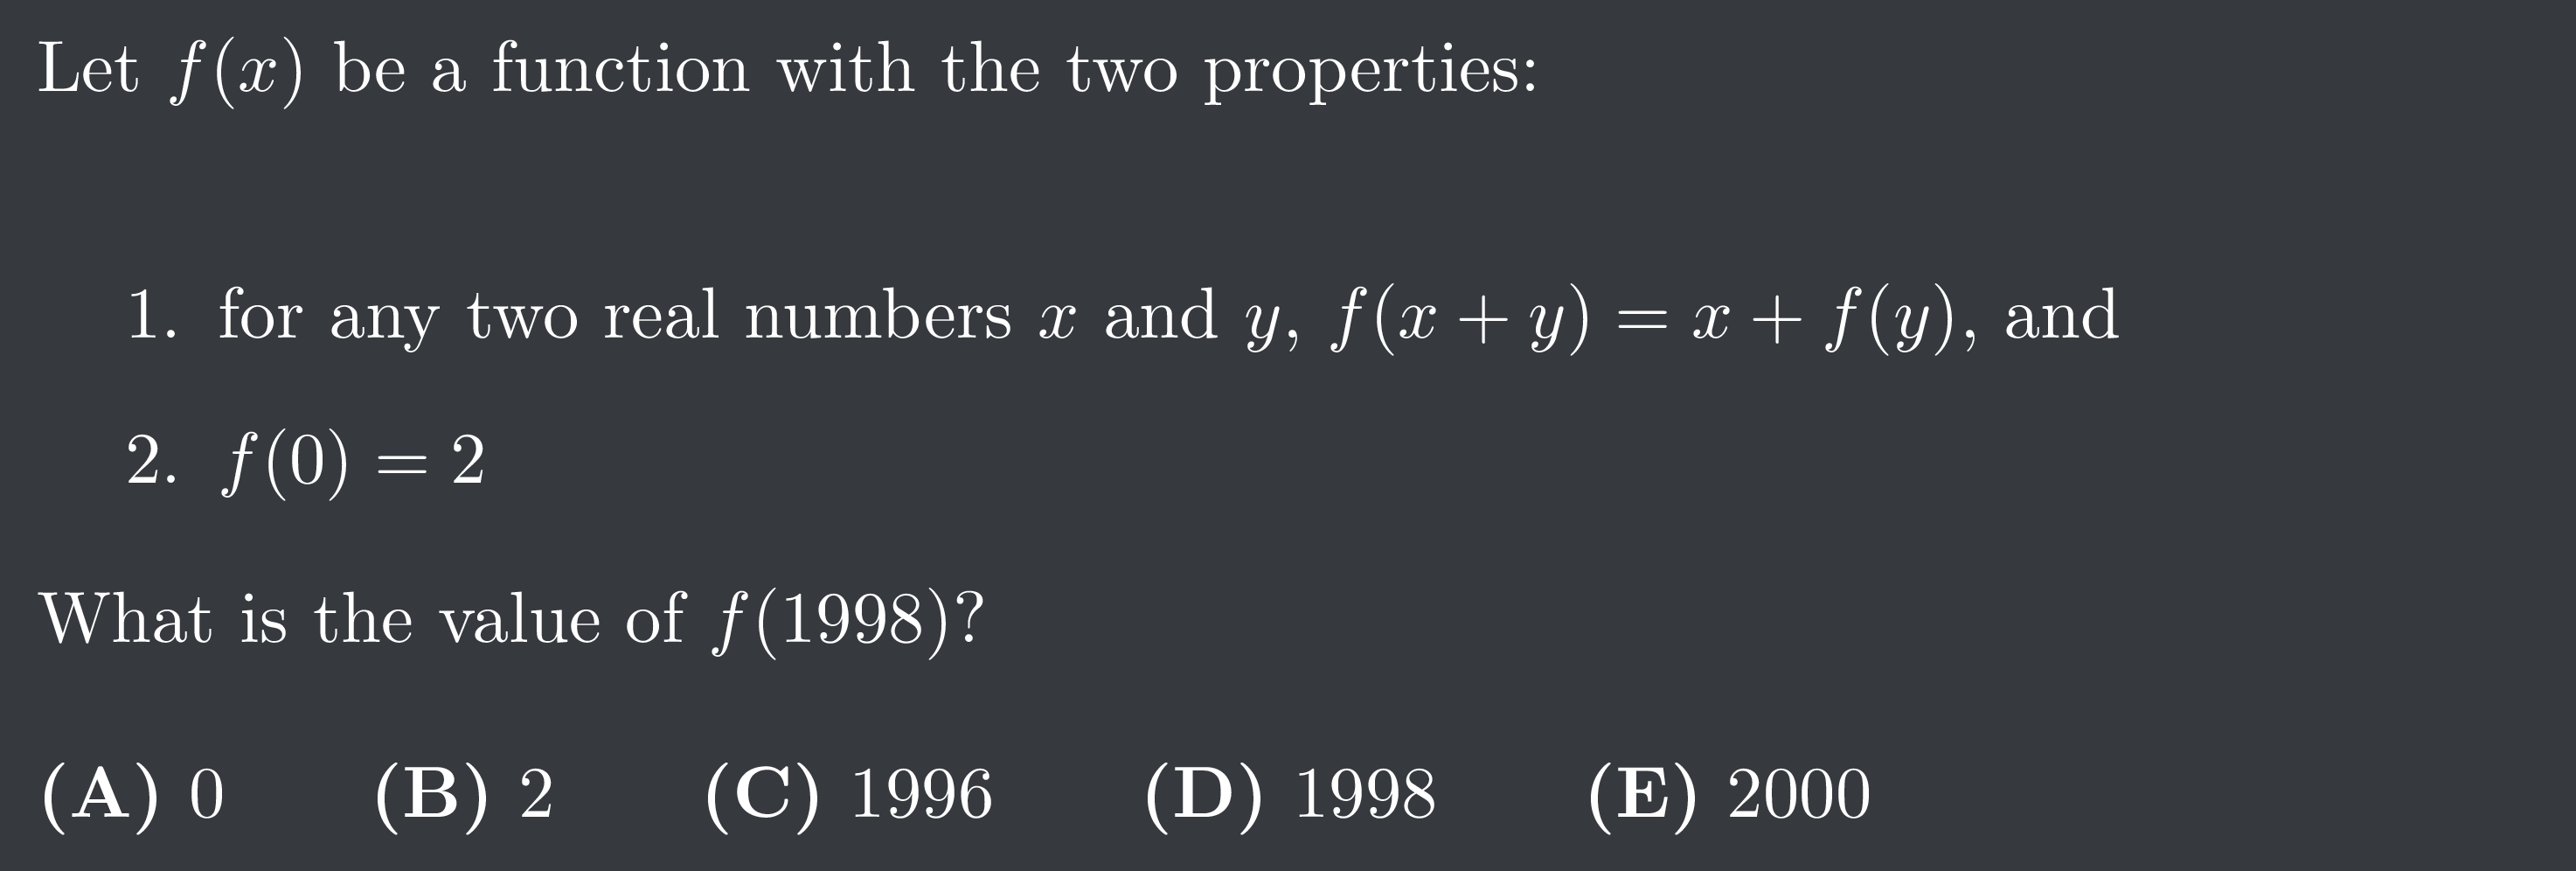 Let f(x) be a function with the two properties:
1. for any two real numbers x and y, f(x + y) = x + f(y), and
2. f(0) = 2
What is the value of f(1998)?
(A) 0 (B) 2 (C) 1996 (D) 1998 (E) 2000